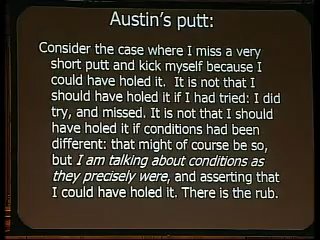 Austin's putt:
Consider the case where I miss a very
short putt and kick myself because I
could have holed it. It is not that I
should have holed it if I had tried: I did
try, and missed. It is not that I should
have holed it if conditions had been
different: that might of course be so,
but I am talking about conditions as
they precisely were, and asserting that
I could have holed it. There is the rub.